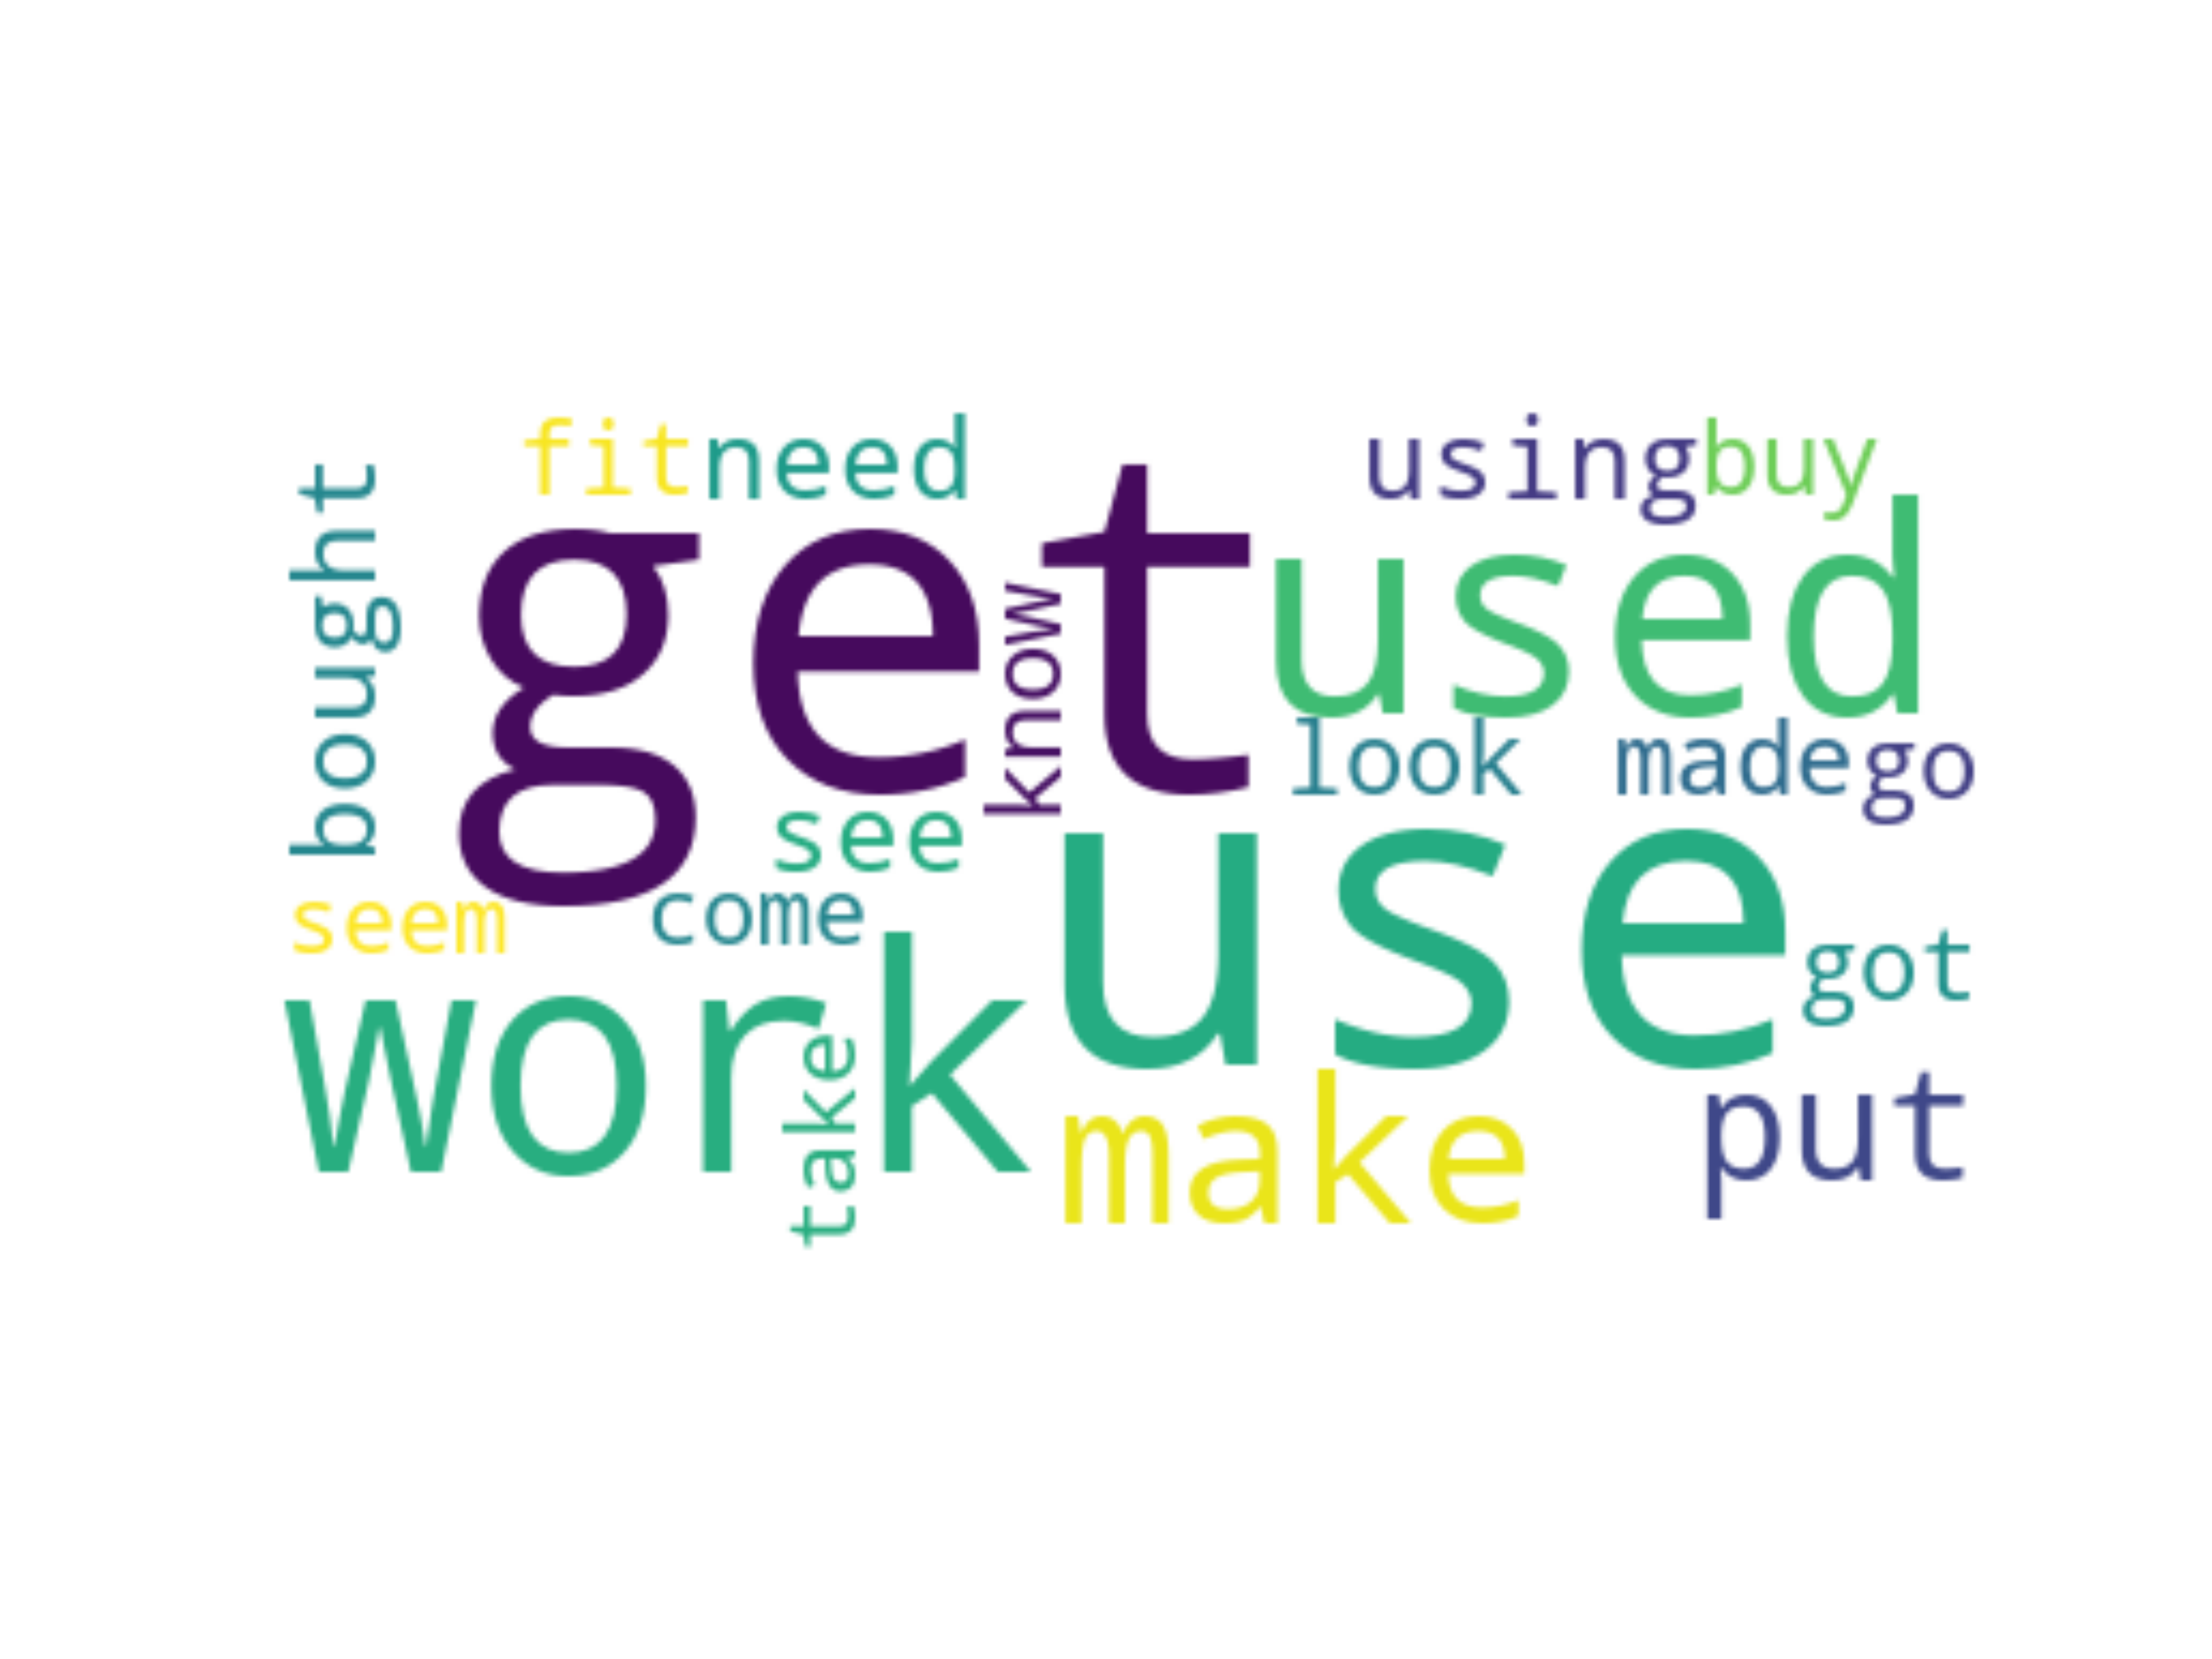 fit need using buy
bought
get
know
used
look made go
see
use
seem come
got
work
take
make
put